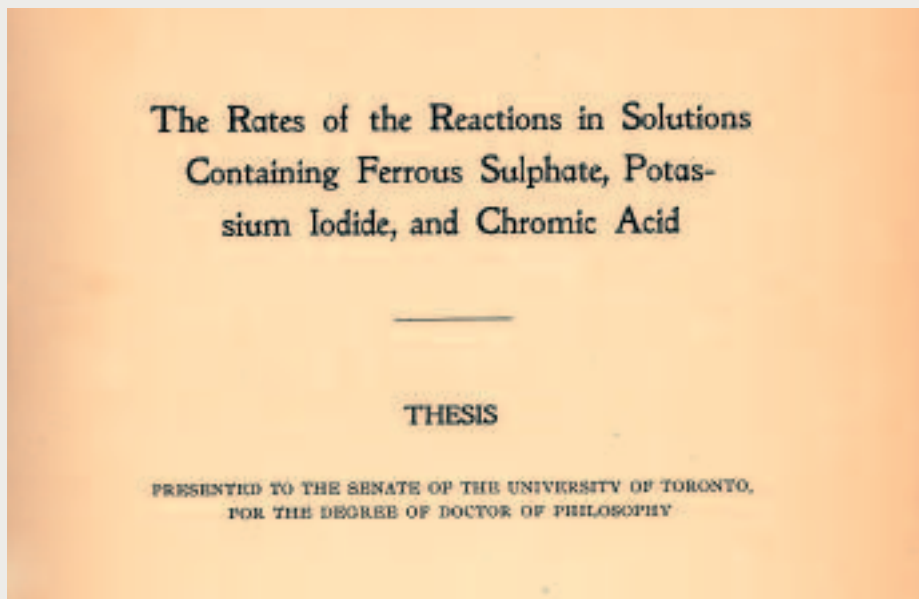 The Rates of the Reactions in Solutions
Containing Ferrous Sulphate, Potas-
sium Iodide, and Chromic Acid
THESIS
PRESENTED TO THE SENATE OF THE UNIVERSITY OF TORONTO,
FOR THE DEGREE OF DOCTOR OF PHILOSOPHY